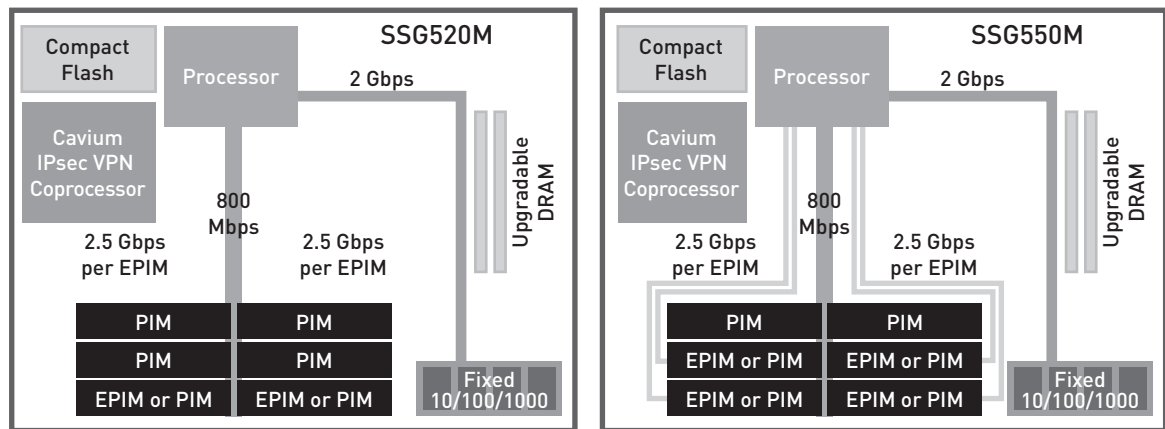 SSG520M
Compact
Flash
Processor
2 Gbps
Cavium
IPsec VPN
Coprocessor
Upgradable
DRAM
800
Mbps
2.5 Gbps
per EPIM
2.5 Gbps
per EPIM
PIM
PIM
PIM
PIM
EPIM or PIM
EPIM or PIM
Fixed
10/100/1000
SSG550M
Compact
Flash
Processor
2 Gbps
Cavium
IPsec VPN
Coprocessor
Upgradable
DRAM
800
Mbps
2.5 Gbps
per EPIM
2.5 Gbps
per EPIM
PIM
PIM
EPIM or PIM
EPIM or PIM
EPIM or PIM
EPIM or PIM
Fixed
10/100/1000